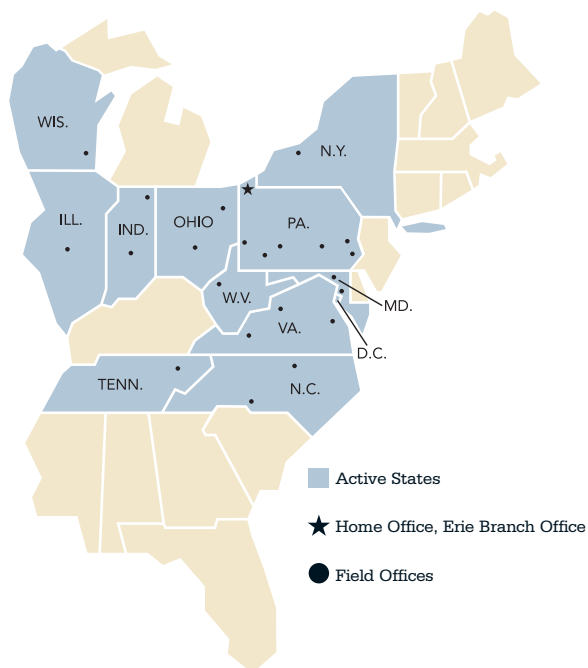 WIS.
N.Y.
ILL.
IND.
OHIO
PA.
W.V.
MD.
VA.
D.C.
TENN.
N.C.
Active States
Home Office, Erie Branch Office
Field Offices